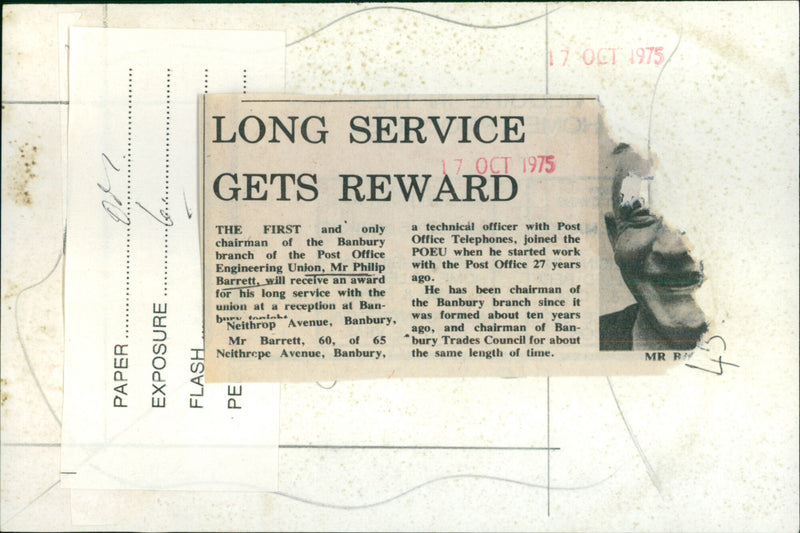 17 OCT 1975
LONG SERVICE
17 OCT 1975
GETS REWARD
THE FIRST and only
chairman of the Banbury
branch of the Post Office
Engineering Union, Mr Philip
Barrett, will receive an award
for his long service with the
union at a reception at Ban-
bury tonight
Neithrop Avenue, Banbury,
Mr Barrett, 60, of 65
Neithrope Avenue, Banbury,
a technical officer with Post
Office Telephones, joined the
POEU when he started work
with the Post Office 27 years
ago.
He has been chairman of
the Banbury branch since it
was formed about ten years
ago, and chairman of Ban-
bury Trades Council for about
the same length of time.
MR
PAPER
EXPOSURE
FLASH
PE